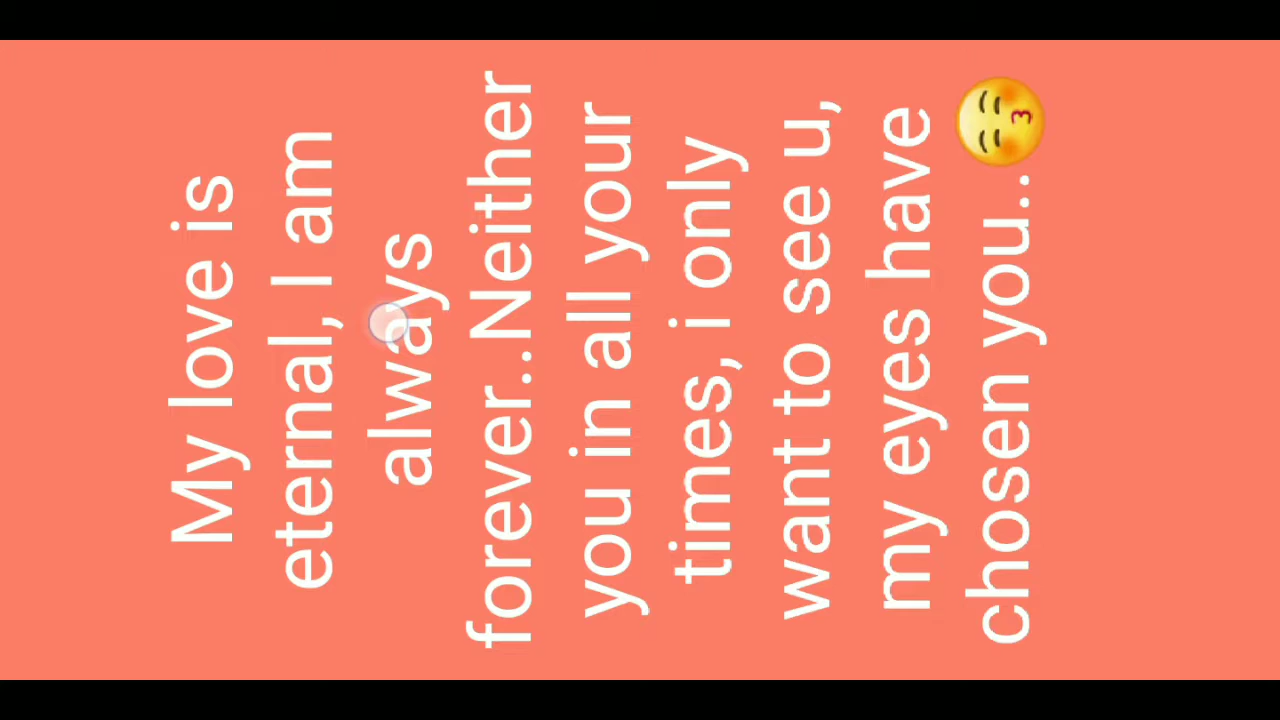 My love is
eternal, I am
always
forever..Neither
you in all your
times, i only
want to see u,
my eyes have
chosen you..😚